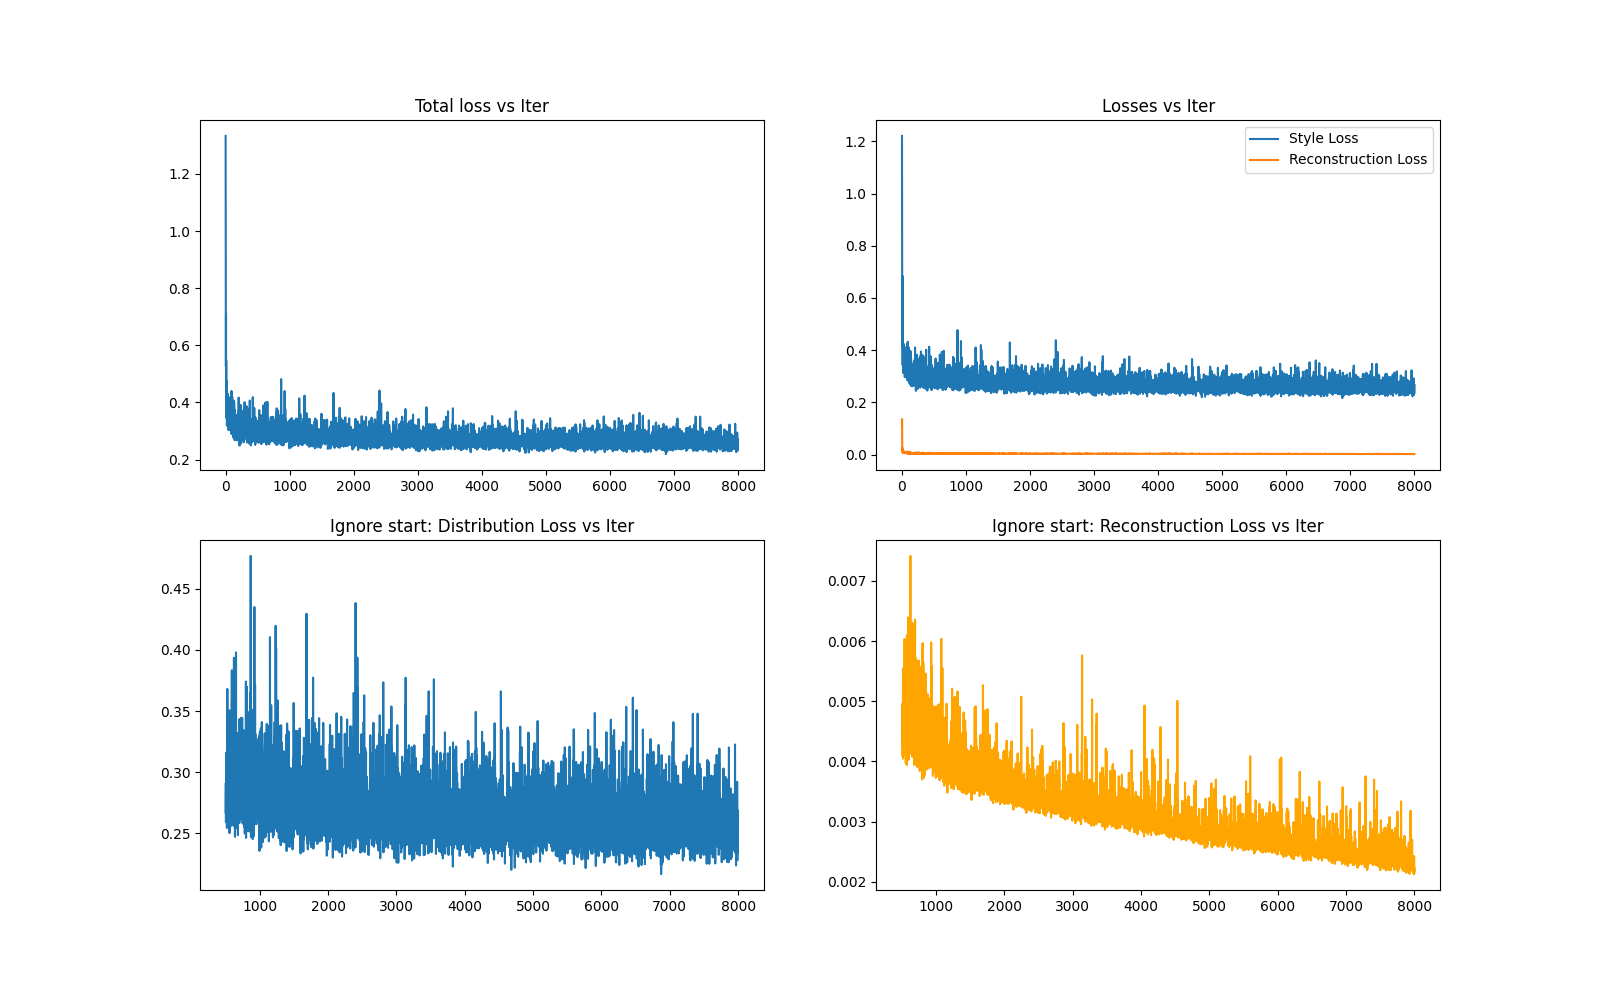 Total loss vs Iter
1.2
1.0
0.8
0.6
0.4
0.2
0 1000 2000 3000 4000 5000 6000 7000 8000
Losses vs Iter
Style Loss
Reconstruction Loss
1.2
1.0
0.8
0.6
0.4
0.2
0.0
0 1000 2000 3000 4000 5000 6000 7000 8000
Ignore start: Distribution Loss vs Iter
0.45
0.40
0.35
0.30
0.25
1000 2000 3000 4000 5000 6000 7000 8000
Ignore start: Reconstruction Loss vs Iter
0.007
0.006
0.005
0.004
0.003
0.002
1000 2000 3000 4000 5000 6000 7000 8000